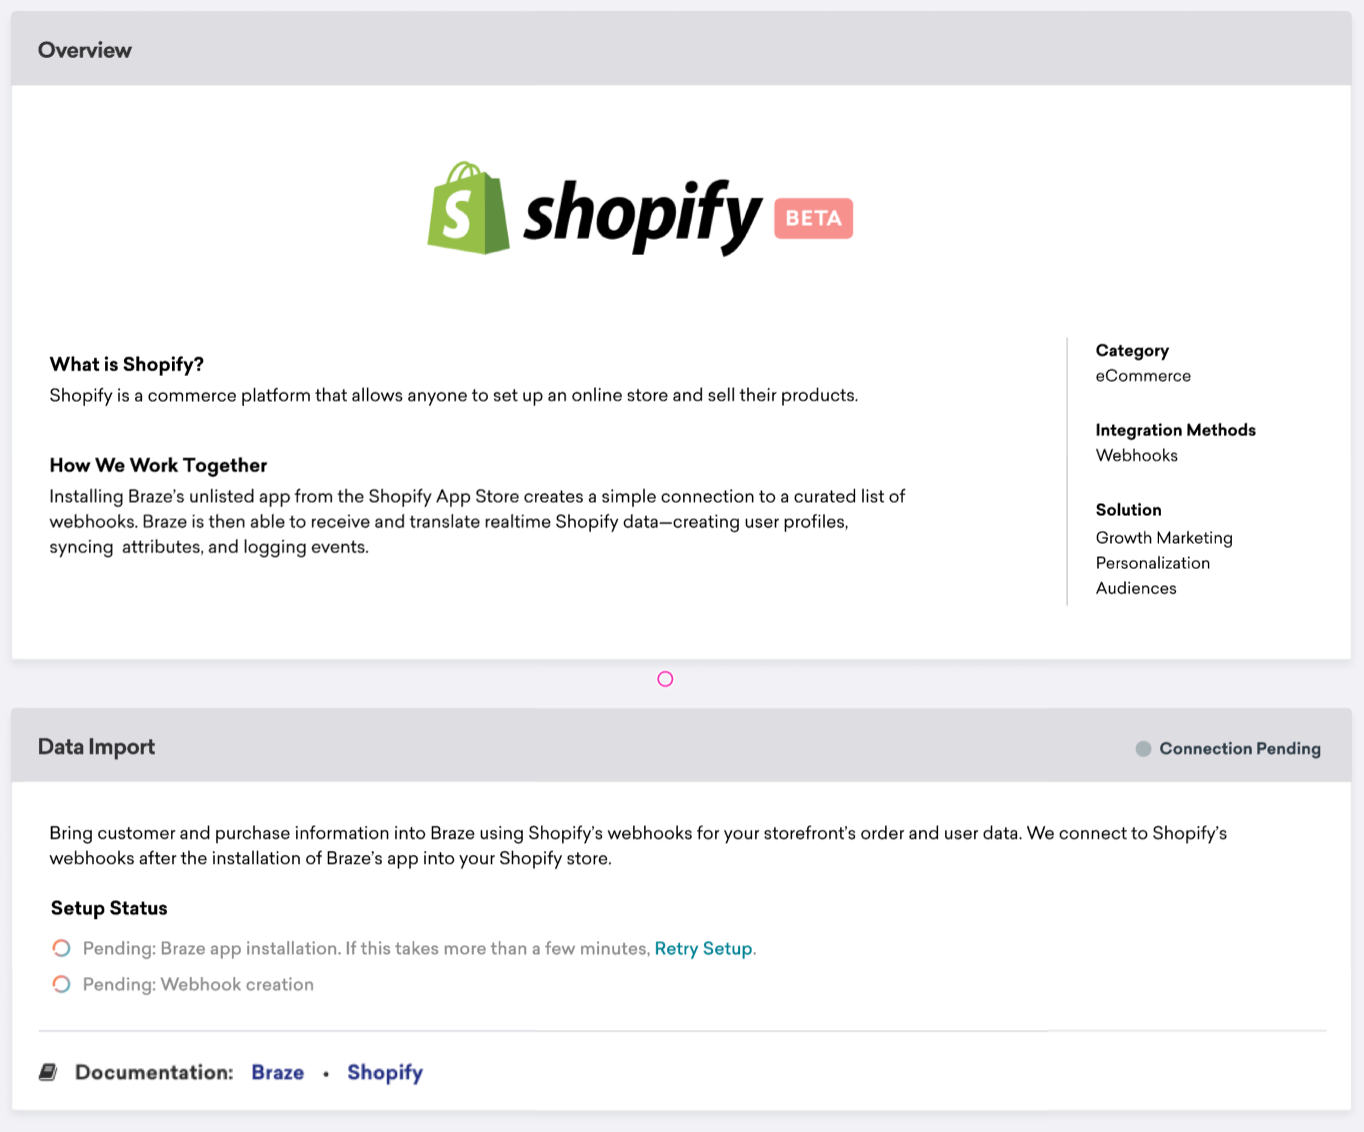 Overview
shopify BETA
What is Shopify?
Shopify is a commerce platform that allows anyone to set up an online store and sell their products.
How We Work Together
Installing Braze's unlisted app from the Shopify App Store creates a simple connection to a curated list of
webhooks. Braze is then able to receive and translate realtime Shopify data—creating user profiles,
syncing attributes, and logging events.
Category
eCommerce
Integration Methods
Webhooks
Solution
Growth Marketing
Personalization
Audiences
Data Import
Connection Pending
Bring customer and purchase information into Braze using Shopify's webhooks for your storefront's order and user data. We connect to Shopify's
webhooks after the installation of Braze's app into your Shopify store.
Setup Status
Pending: Braze app installation. If this takes more than a few minutes, Retry Setup.
Pending: Webhook creation
Documentation: Braze • Shopify